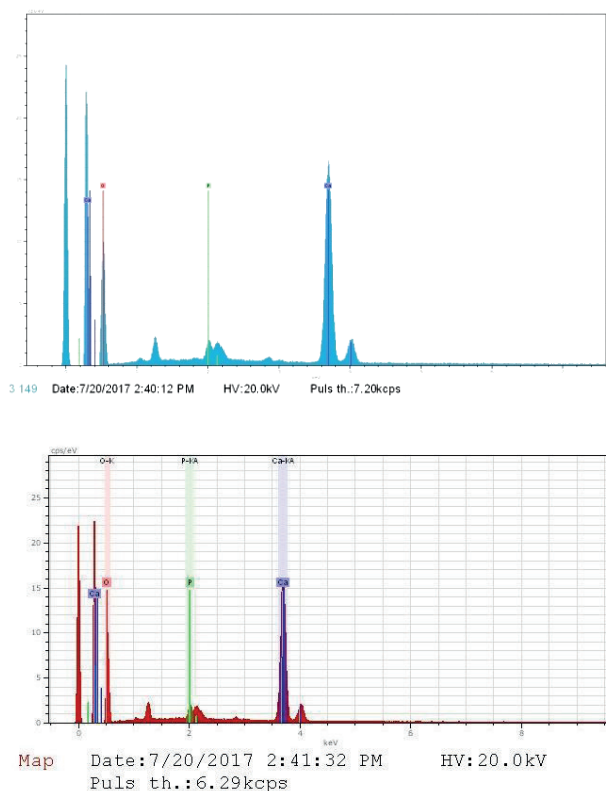 O
Ca
P
Ca
3 149 Date:7/20/2017 2:40:12 PM HV:20.0kV Puls th.:7.20kcps
cps/eV
O-K P-KA Ca-KA
25
20
15
Ca O P Ca
10
5
0
0 2 4 6 8
keV
Map Date:7/20/2017 2:41:32 PM HV:20.0kV
Puls th.:6.29kcps